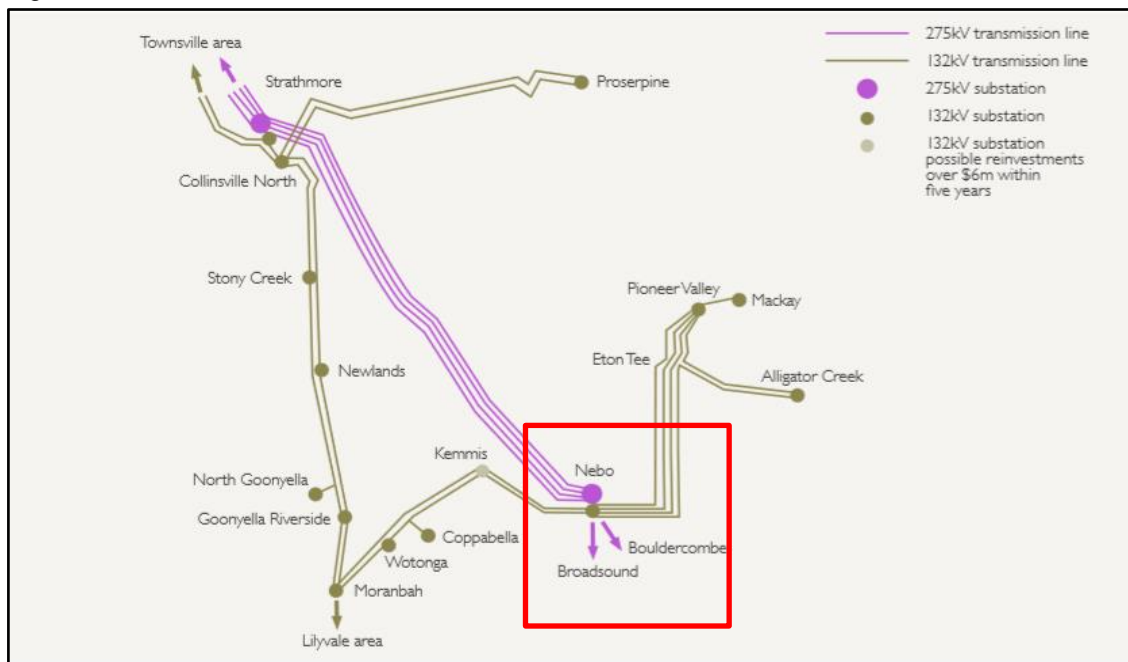 Townsville area
Strathmore
Proserpine
275kV transmission line
132kV transmission line
275kV substation
132kV substation
132kV substation
possible reinvestments
over $6m within
five years
Collinsville North
Stony Creek
Newlands
North Goonyella
Goonyella Riverside
Moranbah
Lilyvale area
Wotonga
Coppabella
Kemmis
Nebo
Broadsound
Bouldercombe
Pioneer Valley
Mackay
Eton Tee
Alligator Creek